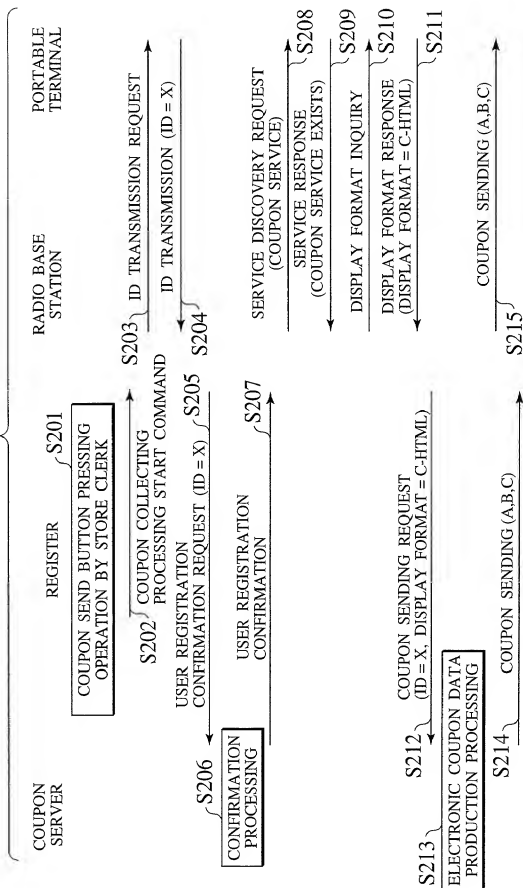 COUPON
SERVER
REGISTER
RADIO BASE
STATION
PORTABLE
TERMINAL
S201
COUPON SEND BUTTON PRESSING
OPERATION BY STORE CLERK
S202
COUPON COLLECTING
PROCESSING START COMMAND
S203
ID TRANSMISSION REQUEST
ID TRANSMISSION (ID = X)
S204
USER REGISTRATION
CONFIRMATION REQUEST (ID = X)
S205
S206
CONFIRMATION
PROCESSING
USER REGISTRATION
CONFIRMATION
S207
SERVICE DISCOVERY REQUEST
(COUPON SERVICE)
S208
SERVICE RESPONSE
(COUPON SERVICE EXISTS)
S209
DISPLAY FORMAT INQUIRY
S210
DISPLAY FORMAT RESPONSE
(DISPLAY FORMAT = C-HTML)
S211
COUPON SENDING REQUEST
(ID = X, DISPLAY FORMAT = C-HTML)
S212
S213
ELECTRONIC COUPON DATA
PRODUCTION PROCESSING
COUPON SENDING (A,B,C)
S214
COUPON SENDING (A,B,C)
S215